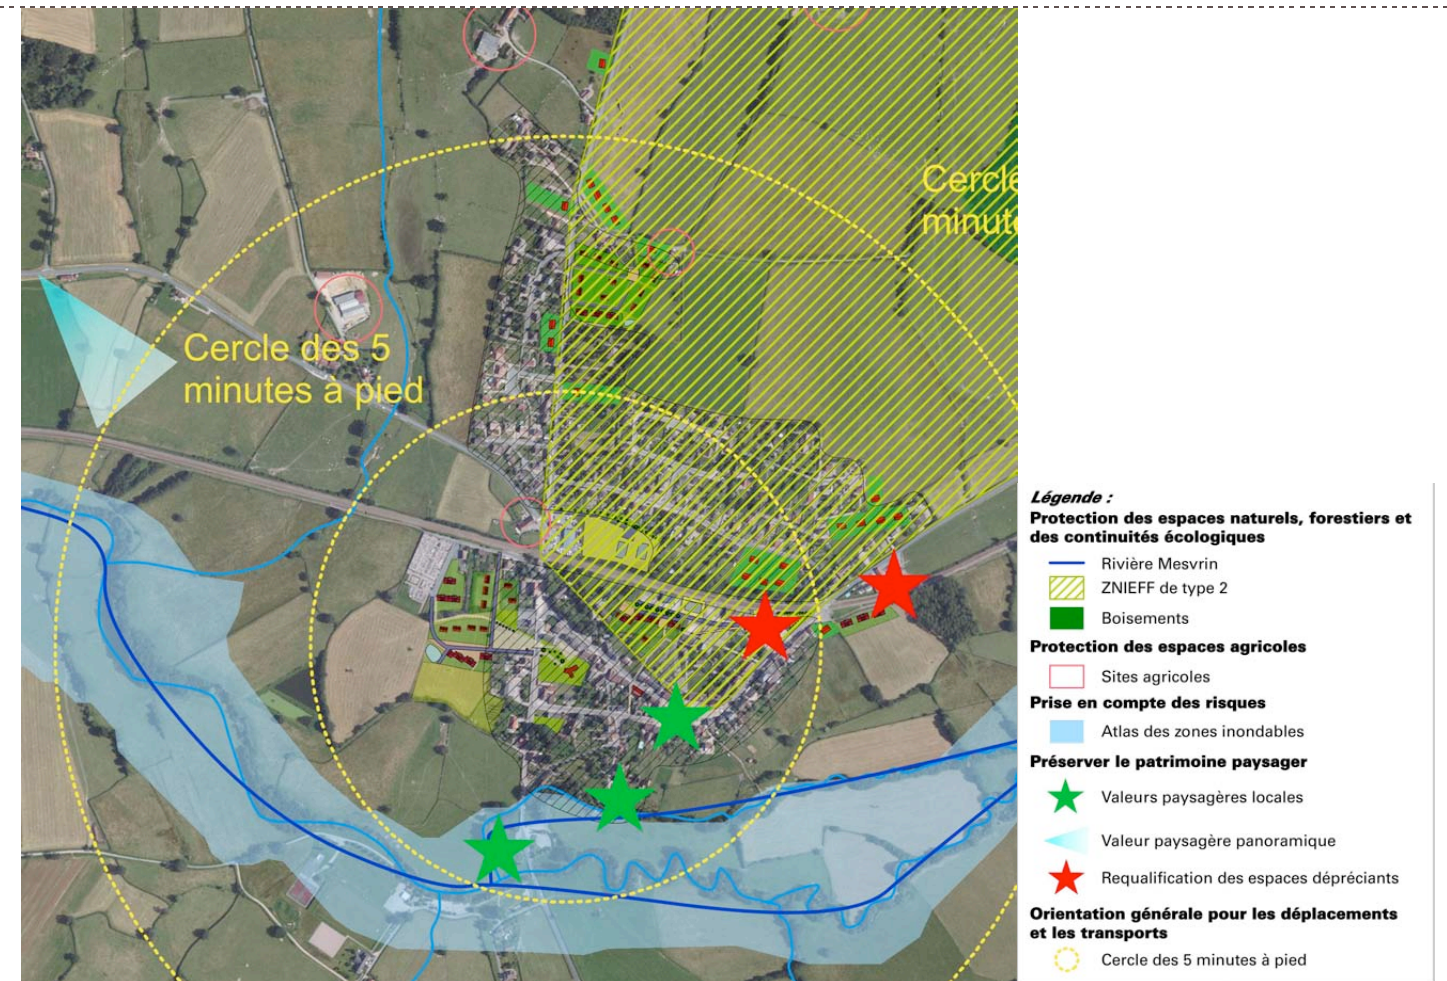 Cercle
minut
Cercle des 5
minutes à pied
Légende :
Protection des espaces naturels, forestiers et
des continuités écologiques
Rivière Mesvrin
ZNIEFF de type 2
Boisements
Protection des espaces agricoles
Sites agricoles
Prise en compte des risques
Atlas des zones inondables
Préserver le patrimoine paysager
Valeurs paysagères locales
Valeur paysagère panoramique
Requalification des espaces dépréciants
Orientation générale pour les déplacements
et les transports
Cercle des 5 minutes à pied